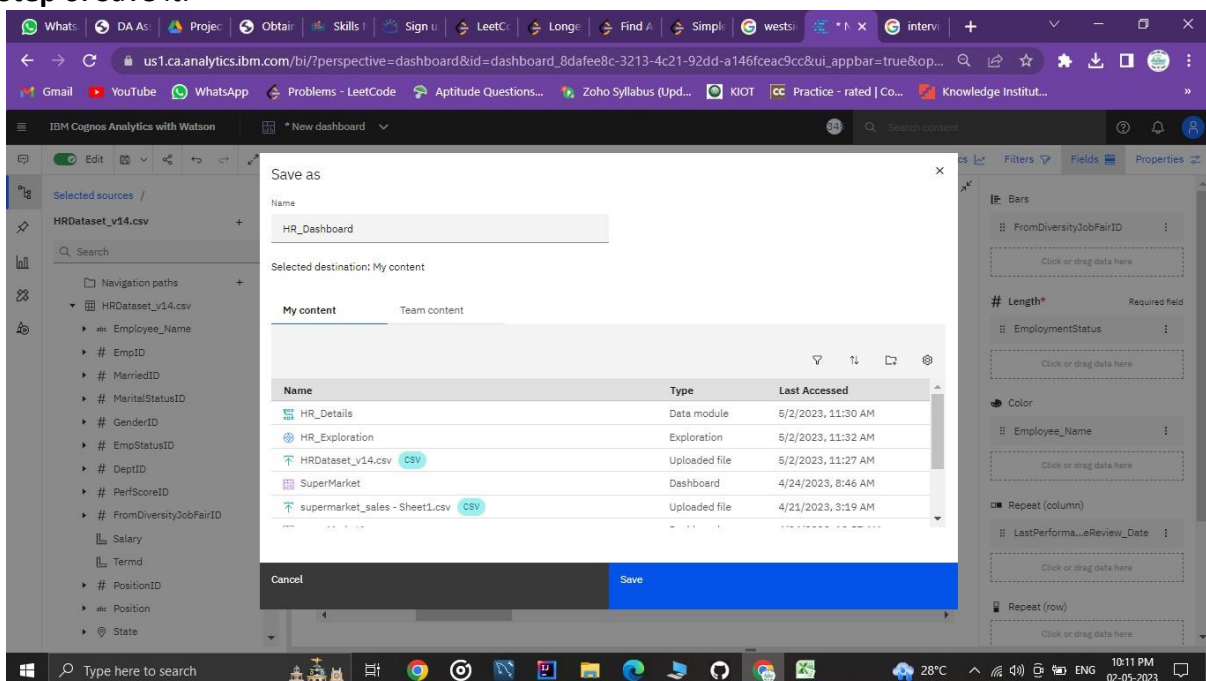 Whats DA As: Projec Obtair Skills Sign u LeetC Longe Find A Simple westsi intervi
us1.ca.analytics.ibm.com/bi/?perspective=dashboard&id=dashboard_8dafee8c-3213-4c21-92dd-a146fceac9cc&ui_appbar=true&op...
Gmail YouTube WhatsApp Problems - LeetCode Aptitude Questions... Zoho Syllabus (Upd... KIOT Practice - rated | Co... Knowledge Institut... »
IBM Cognos Analytics with Watson * New dashboard 34 Search content
Edit Filters Fields Properties
Save as
Selected sources /
Name
Bars
HRDataset_v14.csv
HR_Dashboard
FromDiversityJobFairID
Search
Click or drag data here
Selected destination: My content
Navigation paths
# Length* Required field
HRDataset_v14.csv
My content Team content
abc Employee_Name
EmploymentStatus
# EmpID
Click or drag data here
# MarriedID
Name Type Last Accessed
# MaritalStatusID
Color
HR_Details Data module 5/2/2023, 11:30 AM
# GenderID
Employee_Name
HR_Exploration Exploration 5/2/2023, 11:32 AM
# EmpStatusID
HRDataset_v14.csv CSV Uploaded file 5/2/2023, 11:27 AM
# DeptID
Click or drag data here
SuperMarket Dashboard 4/24/2023, 8:46 AM
# PerfScoreID
supermarket_sales - Sheet1.csv CSV Uploaded file 4/21/2023, 3:19 AM
Repeat (column)
# FromDiversityJobFairID
LastPerforma...eReview_Date
Salary
Termd
Click or drag data here
# PositionID
Cancel Save
abc Position
Repeat (row)
State
Click or drag data here
Type here to search 28°C ENG 10:11 PM
02-05-2023